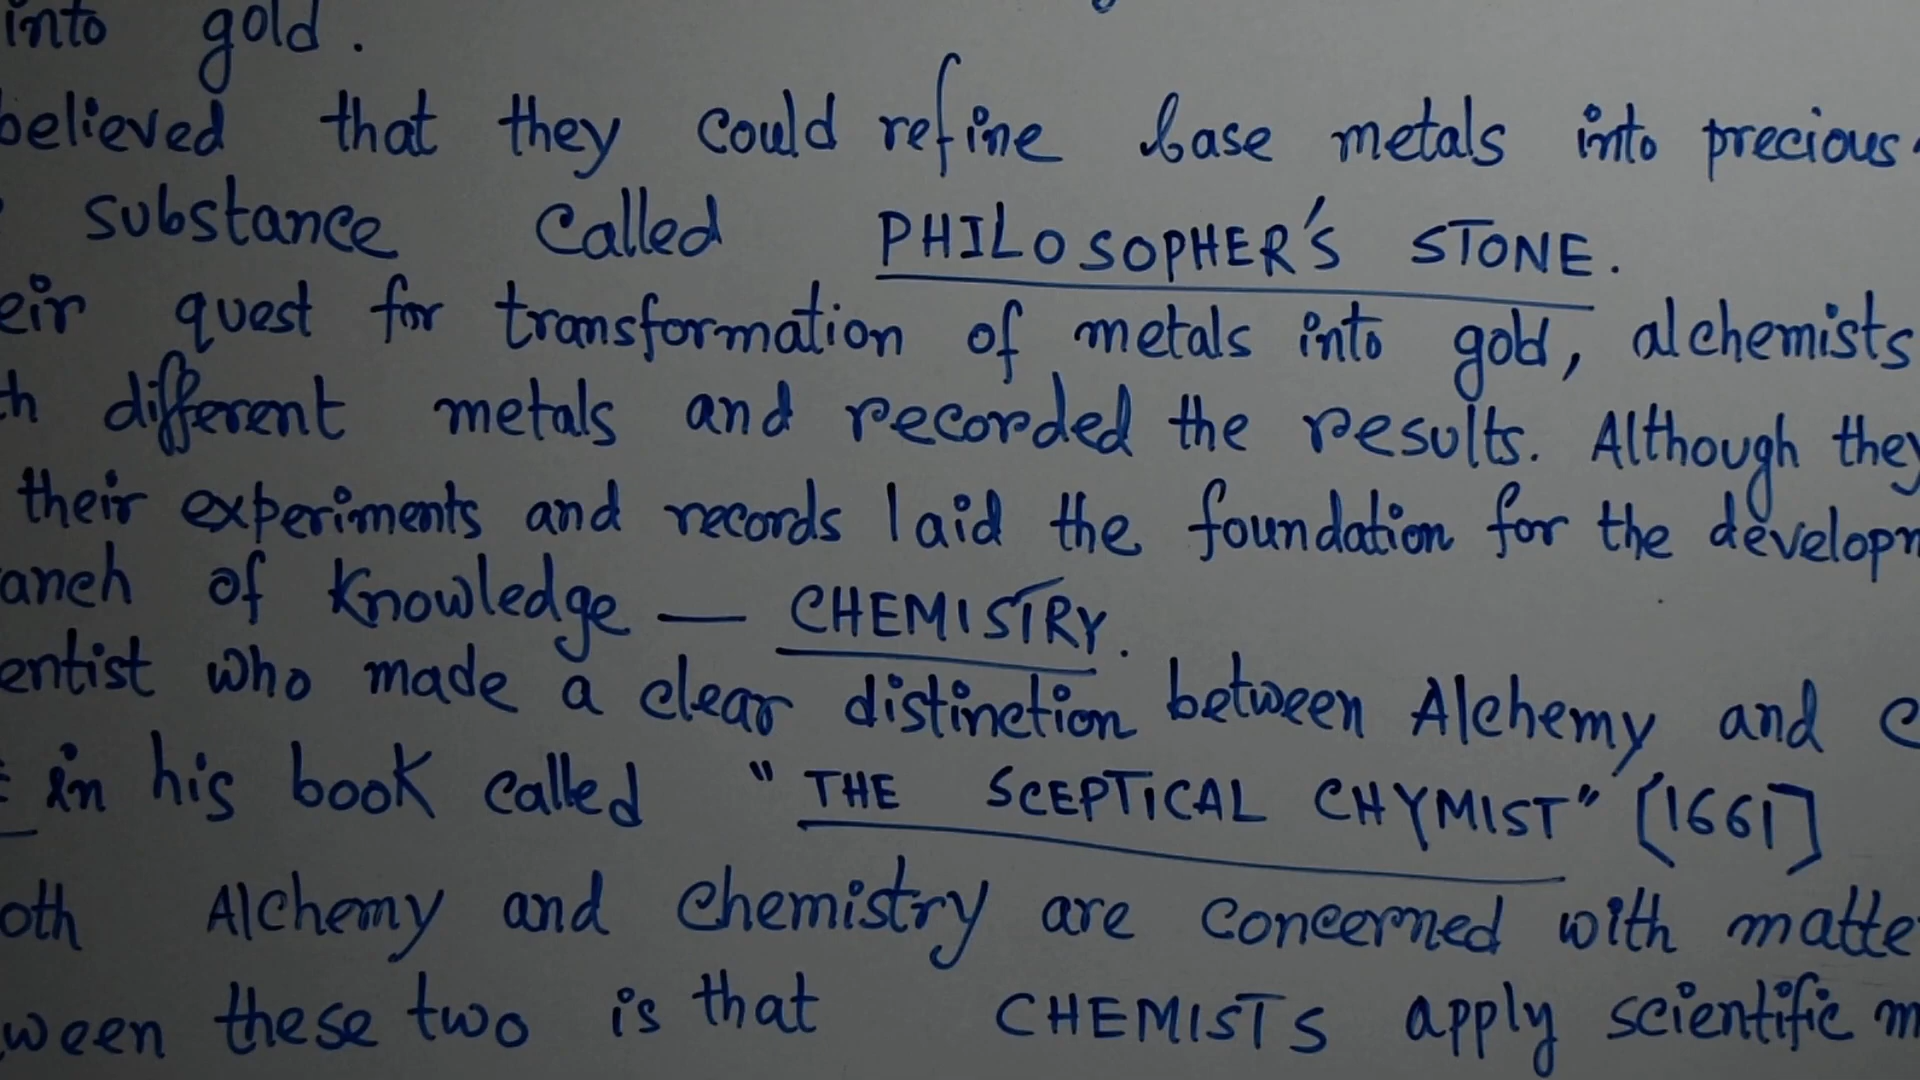 into gold.
believed that they could refine base metals into precious
substance called PHILOSOPHER'S STONE.
eir quest for transformation of metals into gold, alchemists
th different metals and recorded the results. Although they
their experiments and records laid the foundation for the developm
anch of knowledge — CHEMISTRY.
entist who made a clear distinction between Alchemy and C
in his book called "THE SCEPTICAL CHYMIST" [1661]
oth Alchemy and chemistry are concerned with matte
ween these two is that CHEMISTS apply scientific m